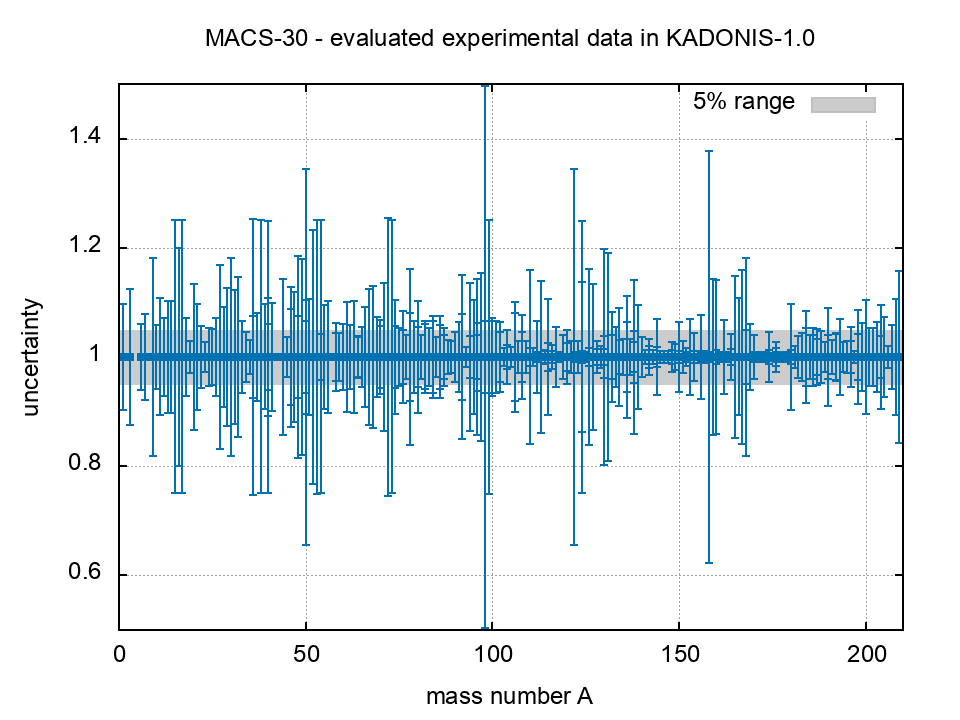 MACS-30 - evaluated experimental data in KADONIS-1.0
5% range
1.4
1.2
1
0.8
0.6
uncertainty
0 50 100 150 200
mass number A